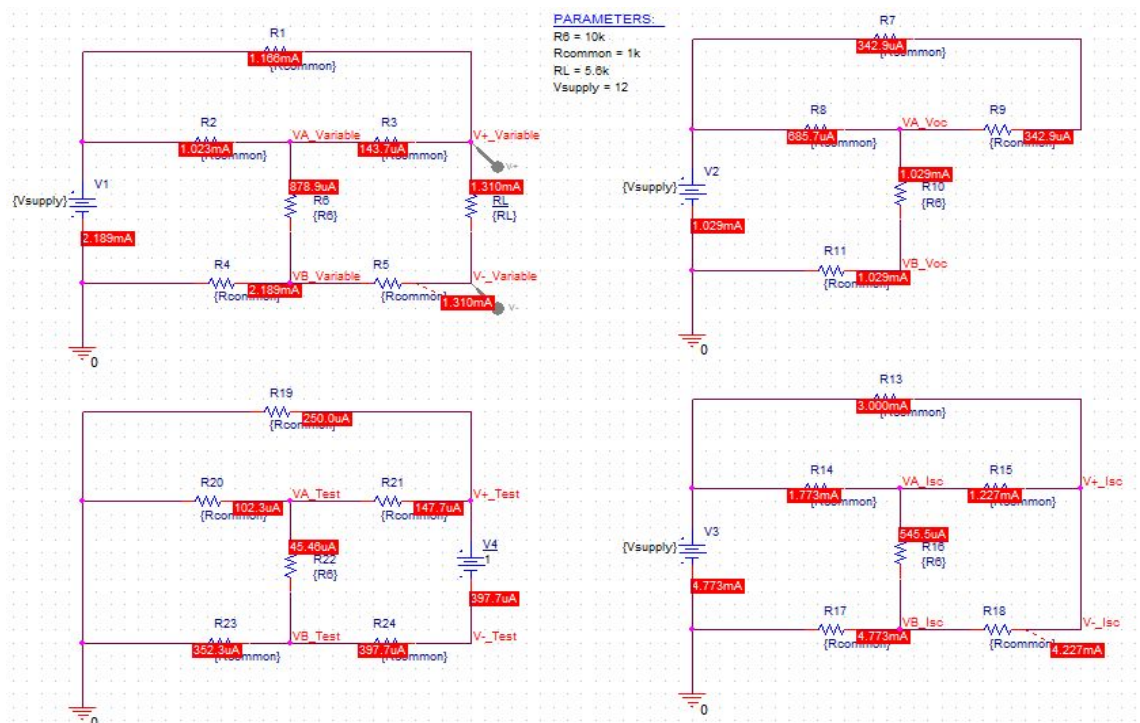 PARAMETERS:
R6 = 10k
Rcommon = 1k
RL = 5.6k
Vsupply = 12
R1
1.166mA
{Rcommon}
R2
VA_Variable
R3
V+_Variable
1.023mA
{Rcommon}
143.7uA
{Rcommon}
V+
V1
{Vsupply}
878.9uA
R6
{R6}
1.310mA
RL
{RL}
2.189mA
R4
VB_Variable
R5
V-_Variable
{Rcommon}
2.189mA
{Rcommon}
1.310mA
V-
0
R7
342.9uA
{Rcommon}
R8
VA_Voc
R9
685.7uA
{Rcommon}
342.9uA
{Rcommon}
V2
{Vsupply}
1.029mA
R10
{R6}
1.029mA
R11
VB_Voc
1.029mA
{Rcommon}
0
R19
250.0uA
{Rcommon}
R20
VA_Test
R21
V+_Test
102.3uA
{Rcommon}
147.7uA
{Rcommon}
45.46uA
R22
{R6}
V4
1
397.7uA
R23
VB_Test
R24
V-_Test
352.3uA
{Rcommon}
397.7uA
{Rcommon}
0
R13
3.000mA
{Rcommon}
R14
VA_Isc
R15
V+_Isc
1.773mA
{Rcommon}
1.227mA
{Rcommon}
V3
{Vsupply}
545.5uA
R16
{R6}
4.773mA
R17
VB_Isc
R18
V-_Isc
4.773mA
{Rcommon}
{Rcommon}
4.227mA
0